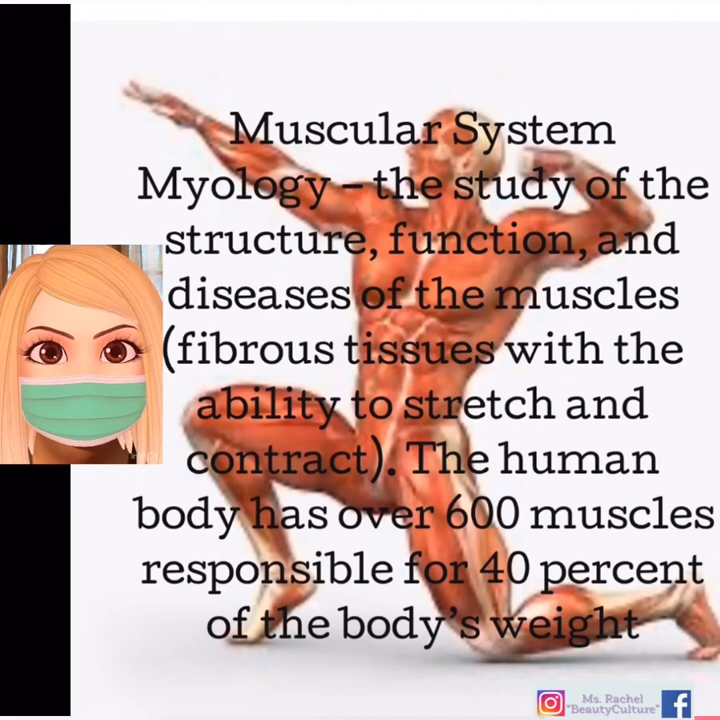 Muscular System
Myology – the study of the
structure, function, and
diseases of the muscles
(fibrous tissues with the
ability to stretch and
contract). The human
body has over 600 muscles
responsible for 40 percent
of the body's weight
Ms. Rachel
"BeautyCulture"